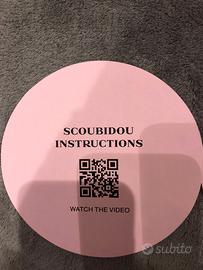 SCOUBIDOU
INSTRUCTIONS
WATCH THE VIDEO
subito